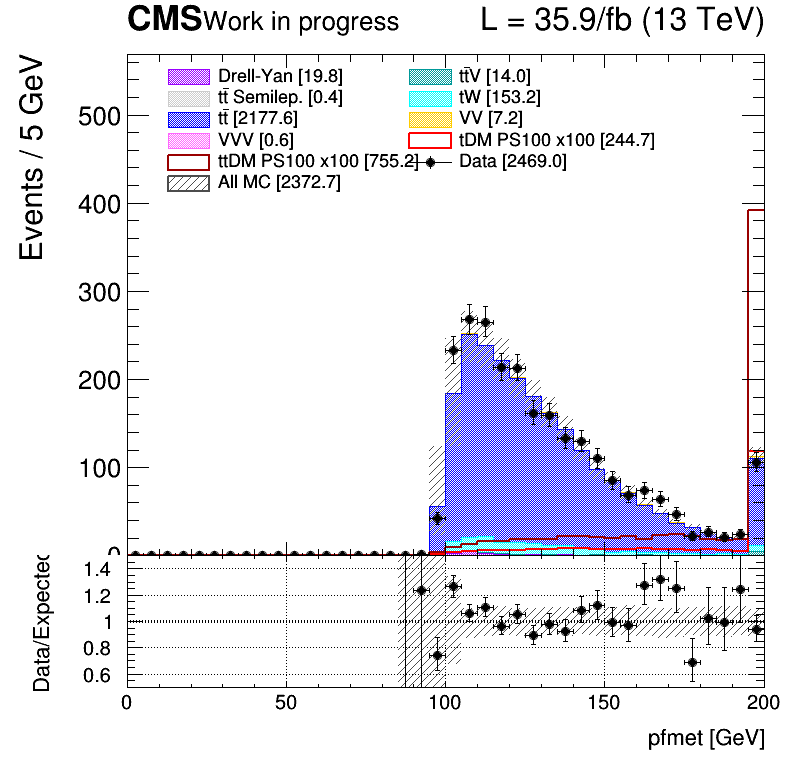 CMS Work in progress L = 35.9/fb (13 TeV)
Events / 5 GeV
Drell-Yan [19.8] tt̄V [14.0]
tt̄ Semilep. [0.4] tW [153.2]
tt̄ [2177.6] VV [7.2]
VVV [0.6] tDM PS100 x100 [244.7]
ttDM PS100 x100 [755.2] Data [2469.0]
All MC [2372.7]
500
400
300
200
100
0
Data/Expected
1.4
1.2
1
0.8
0.6
0 50 100 150 200
pfmet [GeV]